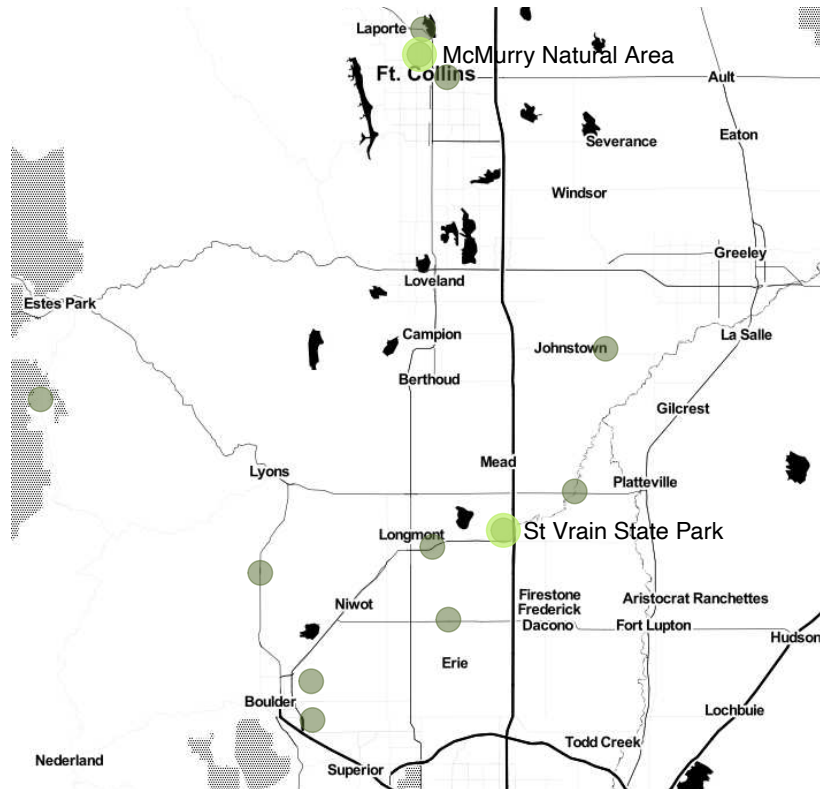 Laporte
McMurry Natural Area
Ft. Collins
Ault
Eaton
Severance
Windsor
Greeley
Loveland
Estes Park
Campion
La Salle
Johnstown
Berthoud
Gilcrest
Mead
Lyons
Platteville
Longmont
St Vrain State Park
Niwot
Firestone
Frederick
Dacono
Aristocrat Ranchettes
Fort Lupton
Hudson
Erie
Boulder
Lochbuie
Todd Creek
Nederland
Superior